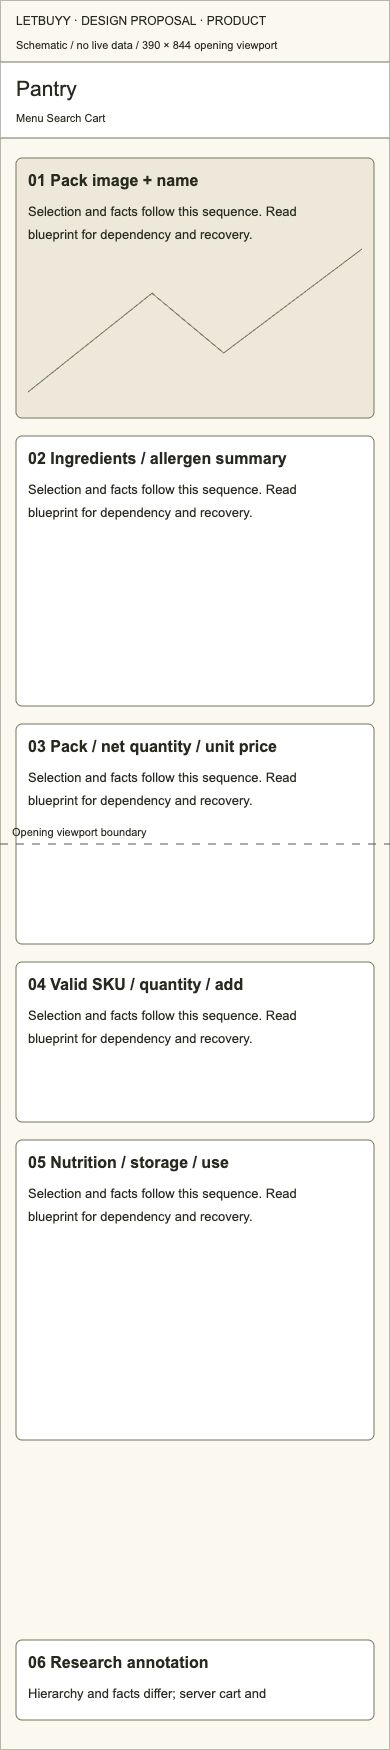 LETBUYY · DESIGN PROPOSAL · PRODUCT
Schematic / no live data / 390 × 844 opening viewport
Pantry
Menu Search Cart
01 Pack image + name
Selection and facts follow this sequence. Read
blueprint for dependency and recovery.
02 Ingredients / allergen summary
Selection and facts follow this sequence. Read
blueprint for dependency and recovery.
03 Pack / net quantity / unit price
Selection and facts follow this sequence. Read
blueprint for dependency and recovery.
Opening viewport boundary
04 Valid SKU / quantity / add
Selection and facts follow this sequence. Read
blueprint for dependency and recovery.
05 Nutrition / storage / use
Selection and facts follow this sequence. Read
blueprint for dependency and recovery.
06 Research annotation
Hierarchy and facts differ; server cart and